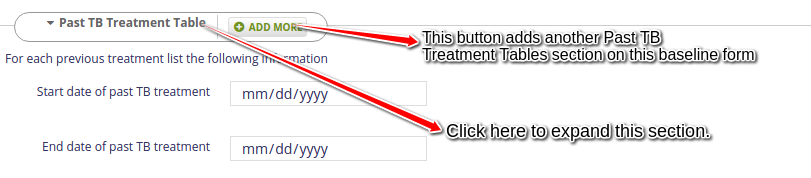 Past TB Treatment Table
ADD MORE
This button adds another Past TB
Treatment Tables section on this baseline form
For each previous treatment list the following information
Start date of past TB treatment
mm/dd/yyyy
Click here to expand this section.
End date of past TB treatment
mm/dd/yyyy